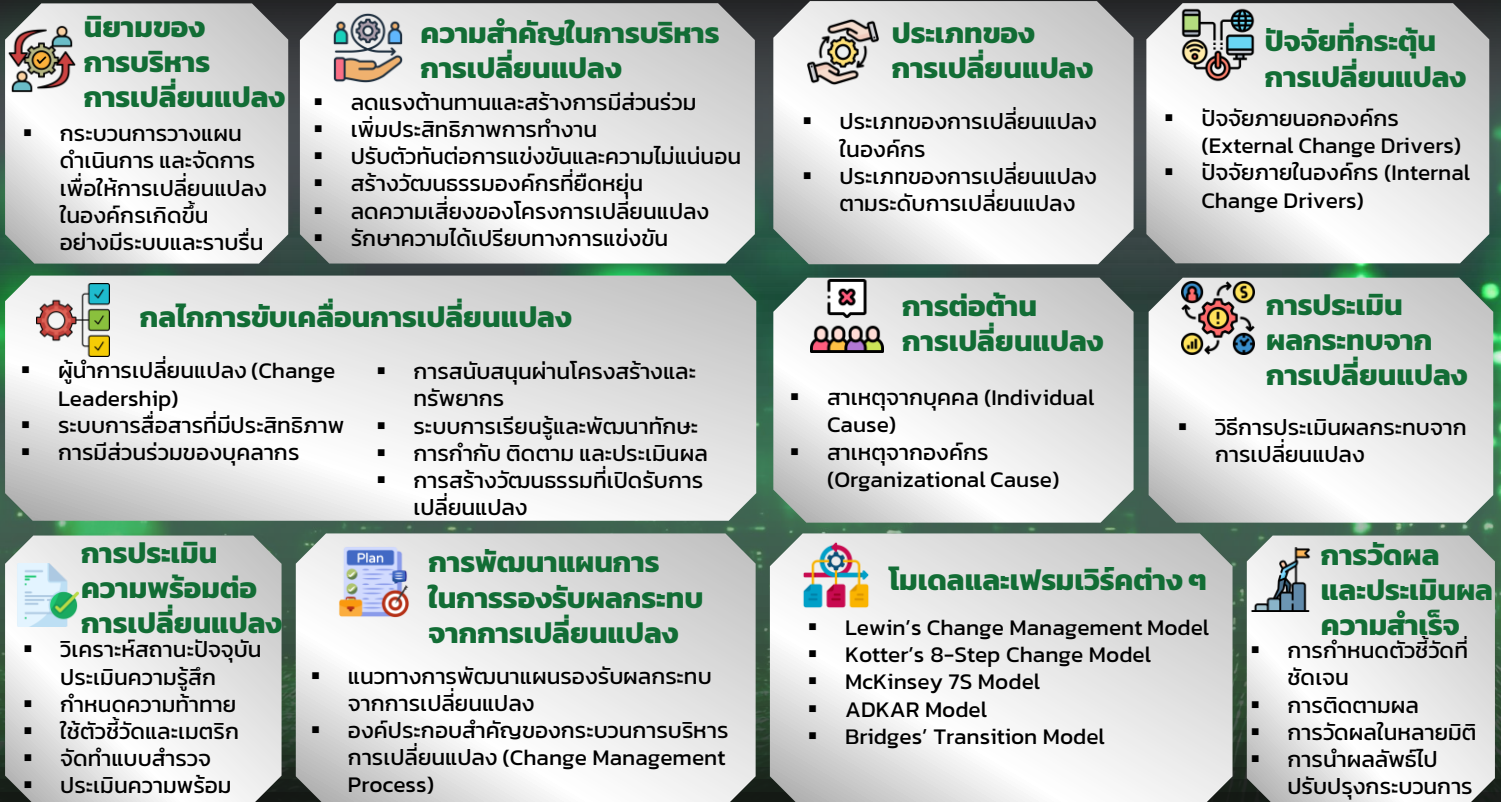 นิยามของ
การบริหาร
การเปลี่ยนแปลง
▪ กระบวนการวางแผน
ดำเนินการ และจัดการ
เพื่อให้การเปลี่ยนแปลง
ในองค์กรเกิดขึ้น
อย่างมีระบบและราบรื่น
ความสำคัญในการบริหาร
การเปลี่ยนแปลง
▪ ลดแรงต้านทานและสร้างการมีส่วนร่วม
▪ เพิ่มประสิทธิภาพการทำงาน
▪ ปรับตัวทันต่อการแข่งขันและความไม่แน่นอน
▪ สร้างวัฒนธรรมองค์กรที่ยืดหยุ่น
▪ ลดความเสี่ยงของโครงการเปลี่ยนแปลง
▪ รักษาความได้เปรียบทางการแข่งขัน
ประเภทของ
การเปลี่ยนแปลง
▪ ประเภทของการเปลี่ยนแปลง
ในองค์กร
▪ ประเภทของการเปลี่ยนแปลง
ตามระดับการเปลี่ยนแปลง
ปัจจัยที่กระตุ้น
การเปลี่ยนแปลง
▪ ปัจจัยภายนอกองค์กร
(External Change Drivers)
▪ ปัจจัยภายในองค์กร (Internal
Change Drivers)
กลไกการขับเคลื่อนการเปลี่ยนแปลง
▪ ผู้นำการเปลี่ยนแปลง (Change
Leadership)
▪ ระบบการสื่อสารที่มีประสิทธิภาพ
▪ การมีส่วนร่วมของบุคลากร
▪ การสนับสนุนผ่านโครงสร้างและ
ทรัพยากร
▪ ระบบการเรียนรู้และพัฒนาทักษะ
▪ การกำกับ ติดตาม และประเมินผล
▪ การสร้างวัฒนธรรมที่เปิดรับการ
เปลี่ยนแปลง
การต่อต้าน
การเปลี่ยนแปลง
▪ สาเหตุจากบุคคล (Individual
Cause)
▪ สาเหตุจากองค์กร
(Organizational Cause)
การประเมิน
ผลกระทบจาก
การเปลี่ยนแปลง
▪ วิธีการประเมินผลกระทบจาก
การเปลี่ยนแปลง
การประเมิน
ความพร้อมต่อ
การเปลี่ยนแปลง
▪ วิเคราะห์สถานะปัจจุบัน
ประเมินความรู้สึก
▪ กำหนดความท้าทาย
▪ ใช้ตัวชี้วัดและเมตริก
▪ จัดทำแบบสำรวจ
▪ ประเมินความพร้อม
Plan
การพัฒนาแผนการ
ในการรองรับผลกระทบ
จากการเปลี่ยนแปลง
▪ แนวทางการพัฒนาแผนรองรับผลกระทบ
จากการเปลี่ยนแปลง
▪ องค์ประกอบสำคัญของกระบวนการบริหาร
การเปลี่ยนแปลง (Change Management
Process)
โมเดลและเฟรมเวิร์คต่าง ๆ
▪ Lewin’s Change Management Model
▪ Kotter’s 8-Step Change Model
▪ McKinsey 7S Model
▪ ADKAR Model
▪ Bridges’ Transition Model
การวัดผล
และประเมินผล
ความสำเร็จ
▪ การกำหนดตัวชี้วัดที่
ชัดเจน
▪ การติดตามผล
▪ การวัดผลในหลายมิติ
▪ การนำผลลัพธ์ไป
ปรับปรุงกระบวนการ